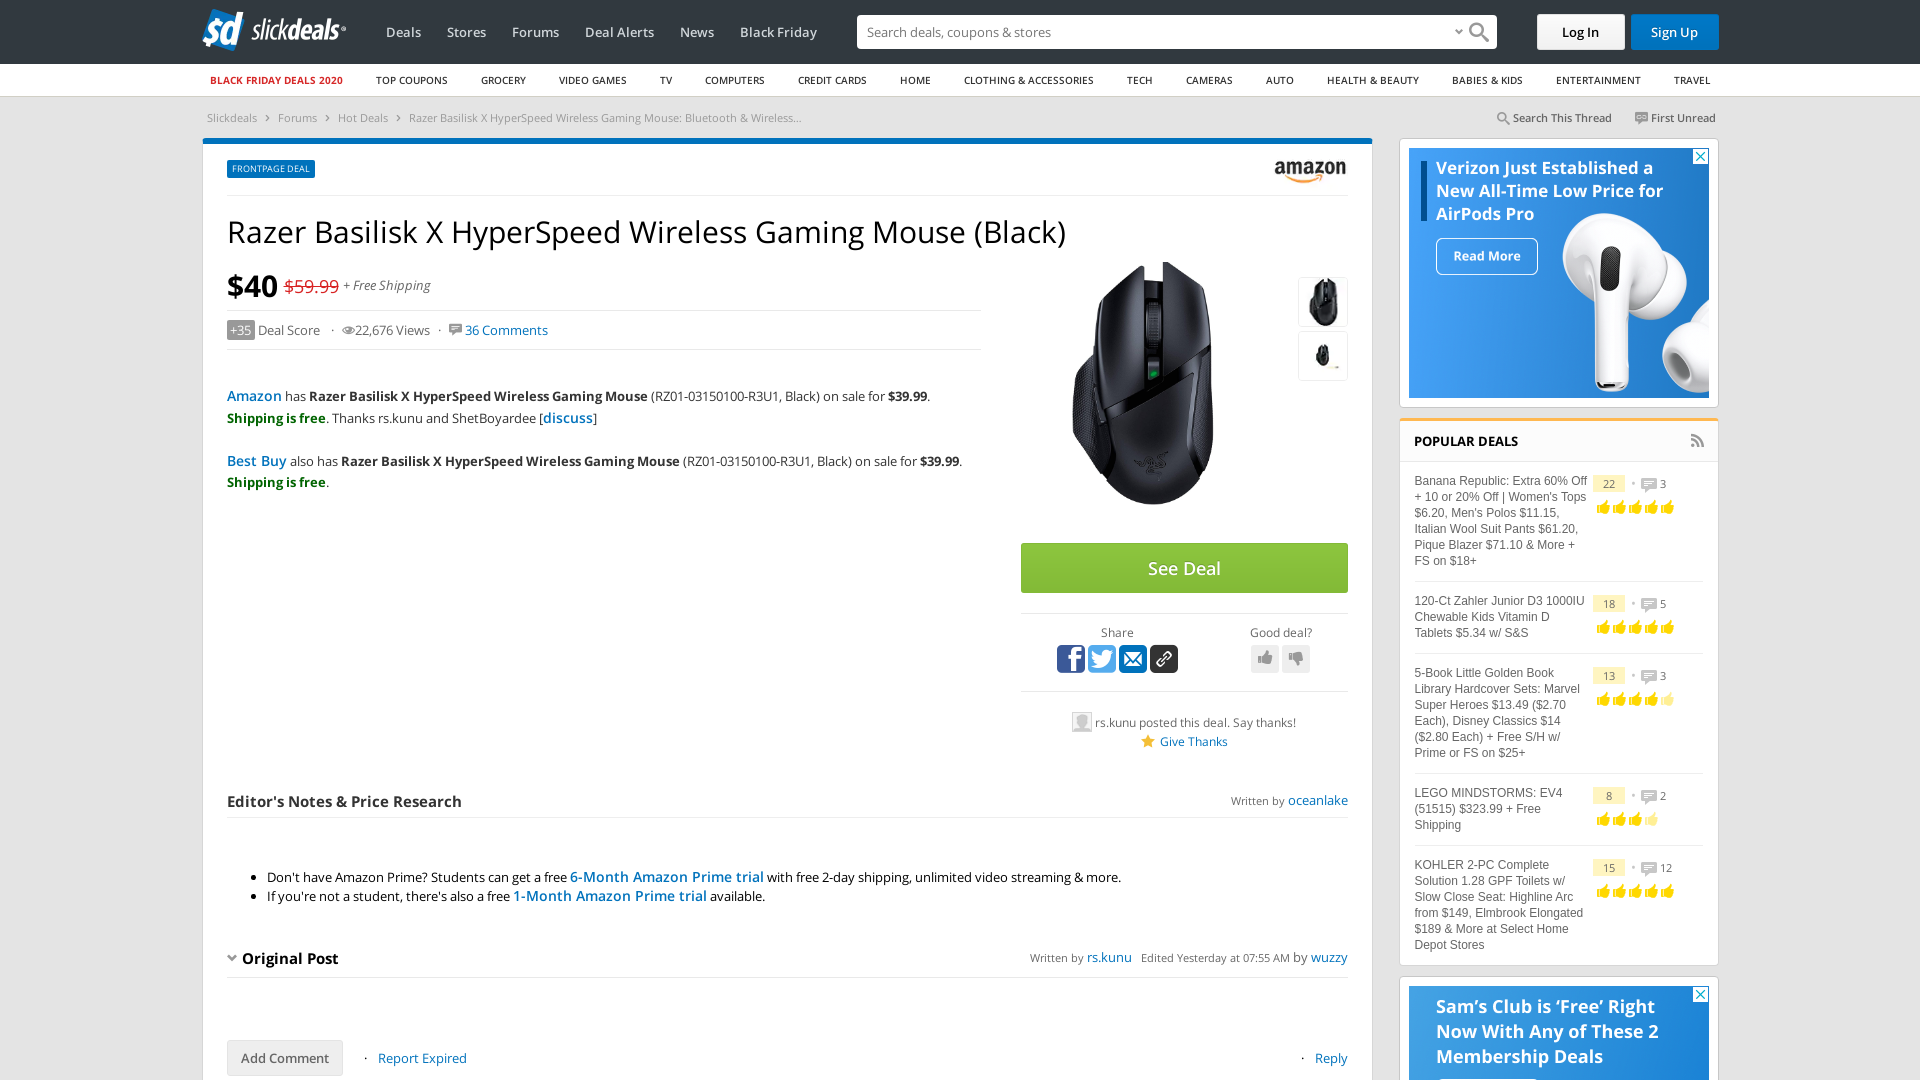 sd slickdeals
Deals Stores Forums Deal Alerts News Black Friday
Search deals, coupons & stores
Log In
Sign Up
BLACK FRIDAY DEALS 2020 TOP COUPONS GROCERY VIDEO GAMES TV COMPUTERS CREDIT CARDS HOME CLOTHING & ACCESSORIES TECH CAMERAS AUTO HEALTH & BEAUTY BABIES & KIDS ENTERTAINMENT TRAVEL
Slickdeals › Forums › Hot Deals › Razer Basilisk X HyperSpeed Wireless Gaming Mouse: Bluetooth & Wireless...
Search This Thread First Unread
FRONTPAGE DEAL
amazon
Razer Basilisk X HyperSpeed Wireless Gaming Mouse (Black)
$40 $59.99 + Free Shipping
+35 Deal Score · 22,676 Views · 36 Comments
Amazon has Razer Basilisk X HyperSpeed Wireless Gaming Mouse (RZ01-03150100-R3U1, Black) on sale for $39.99.
Shipping is free. Thanks rs.kunu and ShetBoyardee [discuss]
Best Buy also has Razer Basilisk X HyperSpeed Wireless Gaming Mouse (RZ01-03150100-R3U1, Black) on sale for $39.99.
Shipping is free.
See Deal
Share
Good deal?
rs.kunu posted this deal. Say thanks!
Give Thanks
Editor's Notes & Price Research
Written by oceanlake
• Don't have Amazon Prime? Students can get a free 6-Month Amazon Prime trial with free 2-day shipping, unlimited video streaming & more.
• If you're not a student, there's also a free 1-Month Amazon Prime trial available.
Original Post
Written by rs.kunu Edited Yesterday at 07:55 AM by wuzzy
Add Comment · Report Expired
· Reply
Verizon Just Established a
New All-Time Low Price for
AirPods Pro
Read More
POPULAR DEALS
Banana Republic: Extra 60% Off
+ 10 or 20% Off | Women's Tops
$6.20, Men's Polos $11.15,
Italian Wool Suit Pants $61.20,
Pique Blazer $71.10 & More +
FS on $18+
22 • 3
120-Ct Zahler Junior D3 1000IU
Chewable Kids Vitamin D
Tablets $5.34 w/ S&S
18 • 5
5-Book Little Golden Book
Library Hardcover Sets: Marvel
Super Heroes $13.49 ($2.70
Each), Disney Classics $14
($2.80 Each) + Free S/H w/
Prime or FS on $25+
13 • 3
LEGO MINDSTORMS: EV4
(51515) $323.99 + Free
Shipping
8 • 2
KOHLER 2-PC Complete
Solution 1.28 GPF Toilets w/
Slow Close Seat: Highline Arc
from $149, Elmbrook Elongated
$189 & More at Select Home
Depot Stores
15 • 12
Sam's Club is 'Free' Right
Now With Any of These 2
Membership Deals